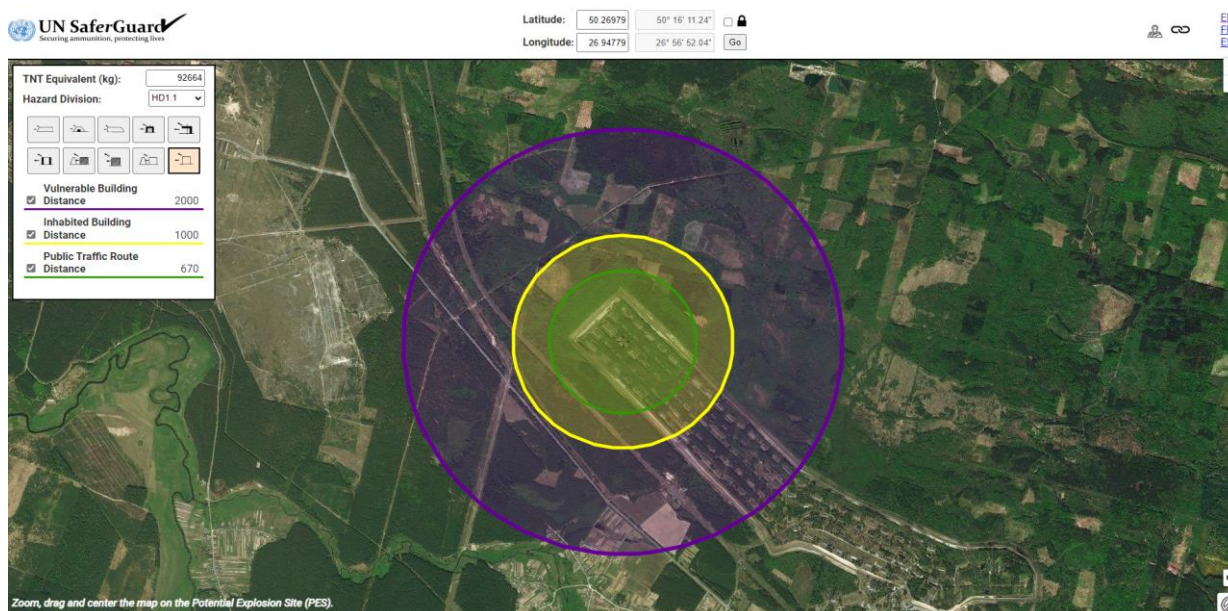 UN SaferGuard
Securing ammunition, protecting lives
Latitude: 50.26979 50° 16' 11.24"
Longitude: 26.94779 26° 56' 52.04" Go
TNT Equivalent (kg): 92664
Hazard Division: HD1.1
Vulnerable Building
Distance 2000
Inhabited Building
Distance 1000
Public Traffic Route
Distance 670
Zoom, drag and center the map on the Potential Explosion Site (PES).